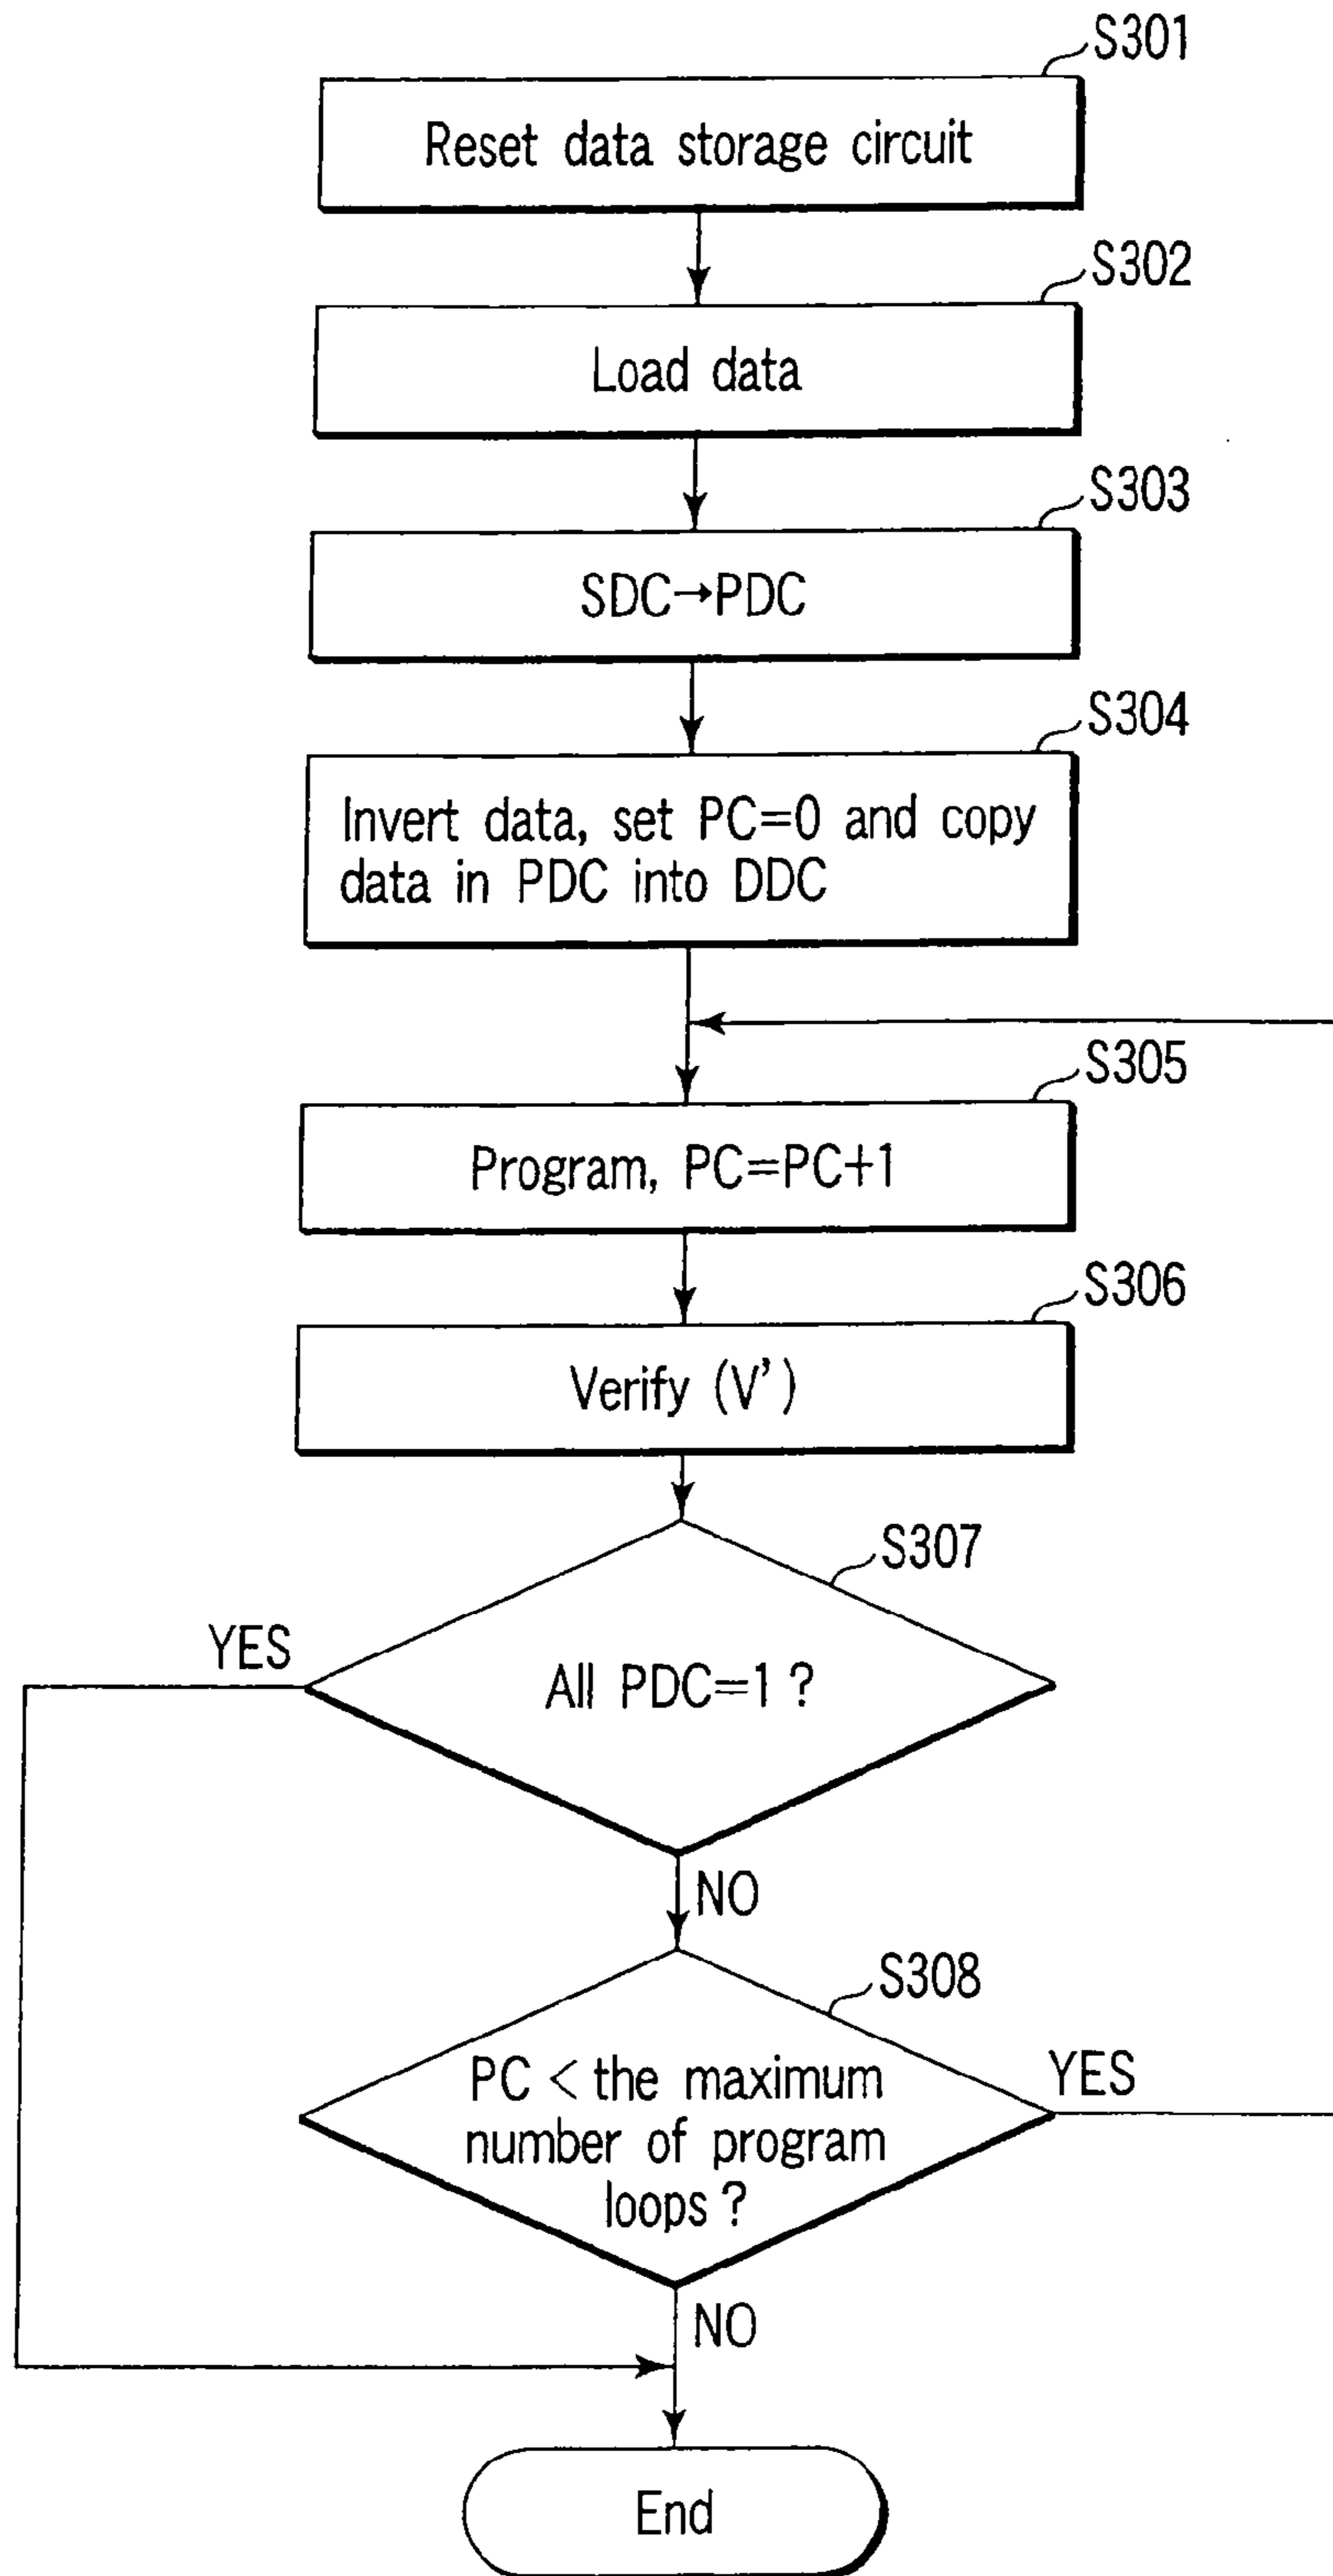 S301
Reset data storage circuit
S302
Load data
S303
SDC→PDC
S304
Invert data, set PC=0 and copy
data in PDC into DDC
S305
Program, PC=PC+1
S306
Verify (V')
S307
YES
All PDC=1 ?
NO
S308
PC < the maximum
YES
number of program
loops ?
NO
End